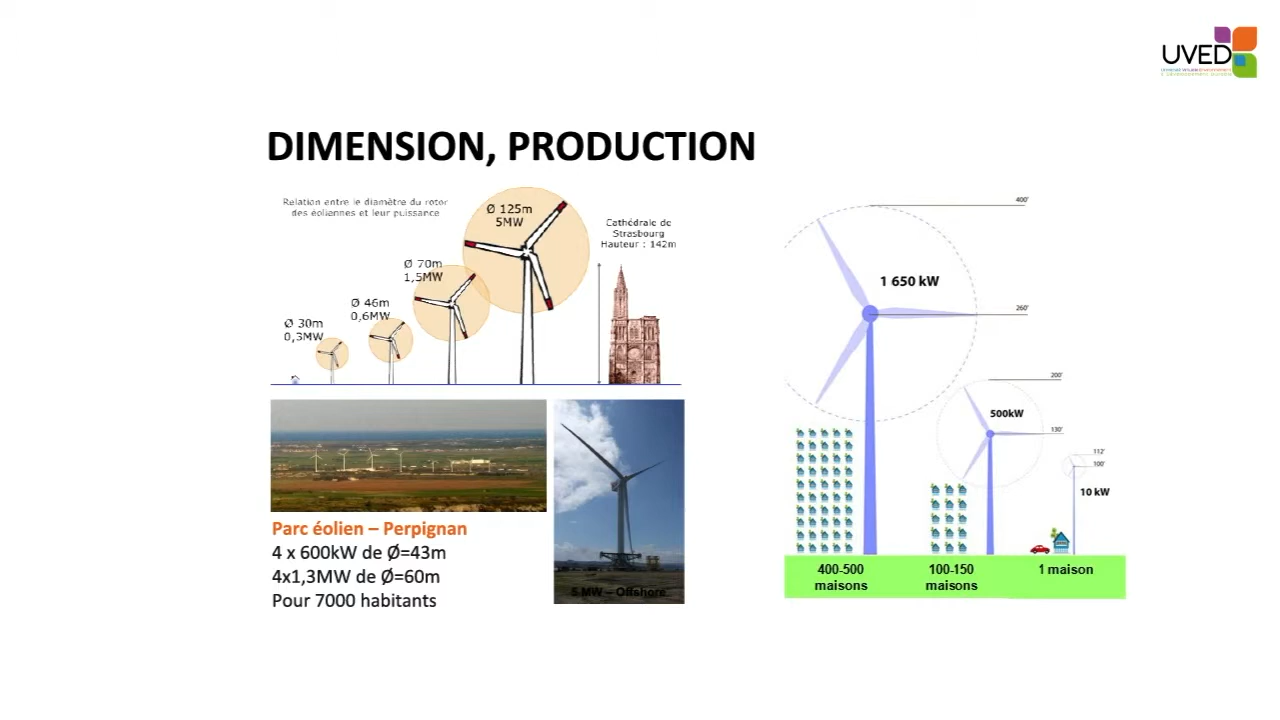 UVED
DIMENSION, PRODUCTION
Relation entre le diamètre du rotor
des éoliennes et leur puissance
Ø 125m
5MW
Cathédrale de
Strasbourg
Hauteur : 142m
Ø 70m
1,5MW
Ø 46m
0,6MW
Ø 30m
0,3MW
Parc éolien – Perpignan
4 x 600kW de Ø=43m
4x1,3MW de Ø=60m
Pour 7000 habitants
5 MW – Offshore
400'
1 650 kW
260'
200'
500kW
130'
112'
100'
10 kW
400-500
maisons
100-150
maisons
1 maison